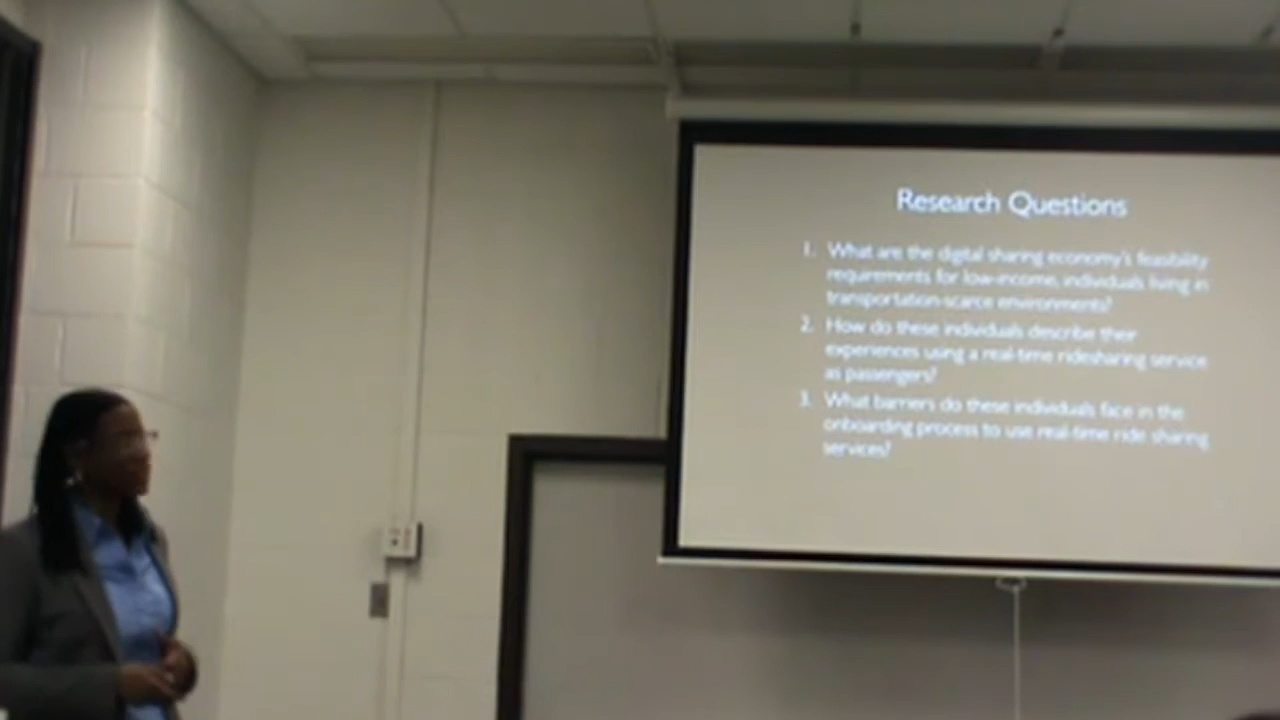 Research Questions
1. What are the digital sharing economy's feasibility
requirements for low-income, individuals living in
transportation-scarce environments?
2. How do these individuals describe their
experiences using a real-time ridesharing service
as passengers?
3. What barriers do these individuals face in the
onboarding process to use real-time ride sharing
services?